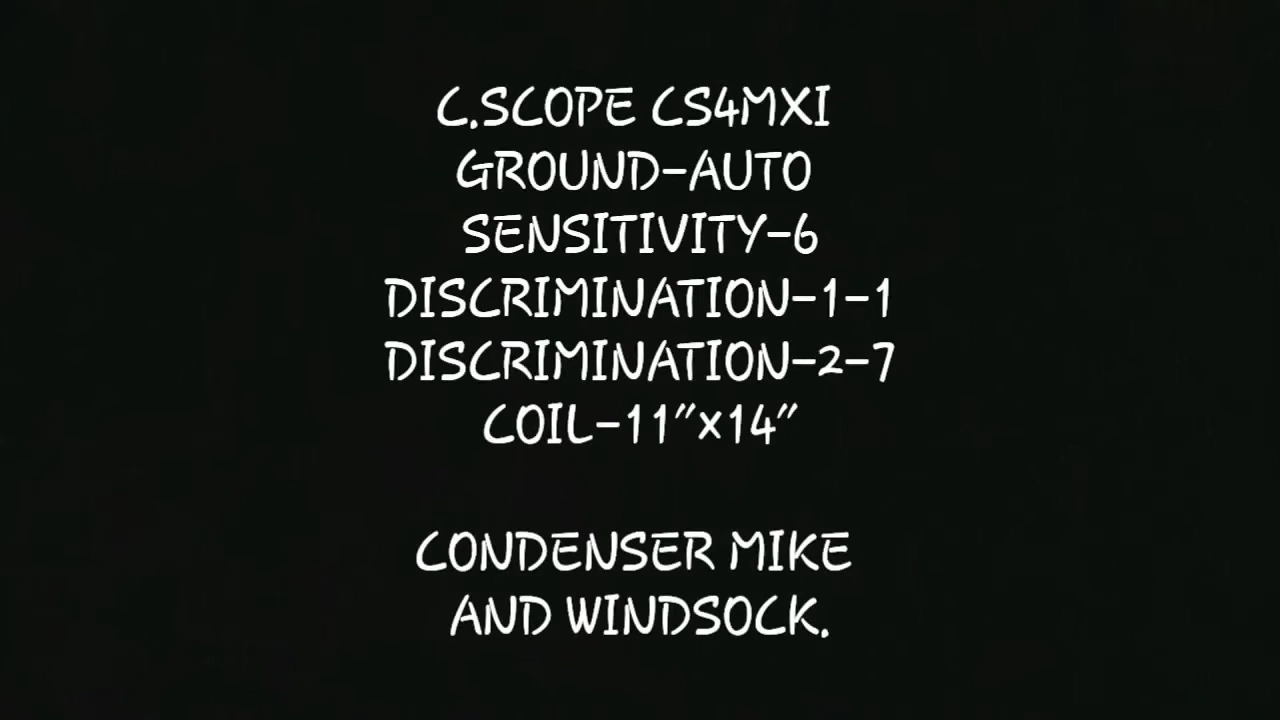 C.SCOPE CS4MXI
GROUND-AUTO
SENSITIVITY-6
DISCRIMINATION-1-1
DISCRIMINATION-2-7
COIL-11"x14"
CONDENSER MIKE
AND WINDSOCK.